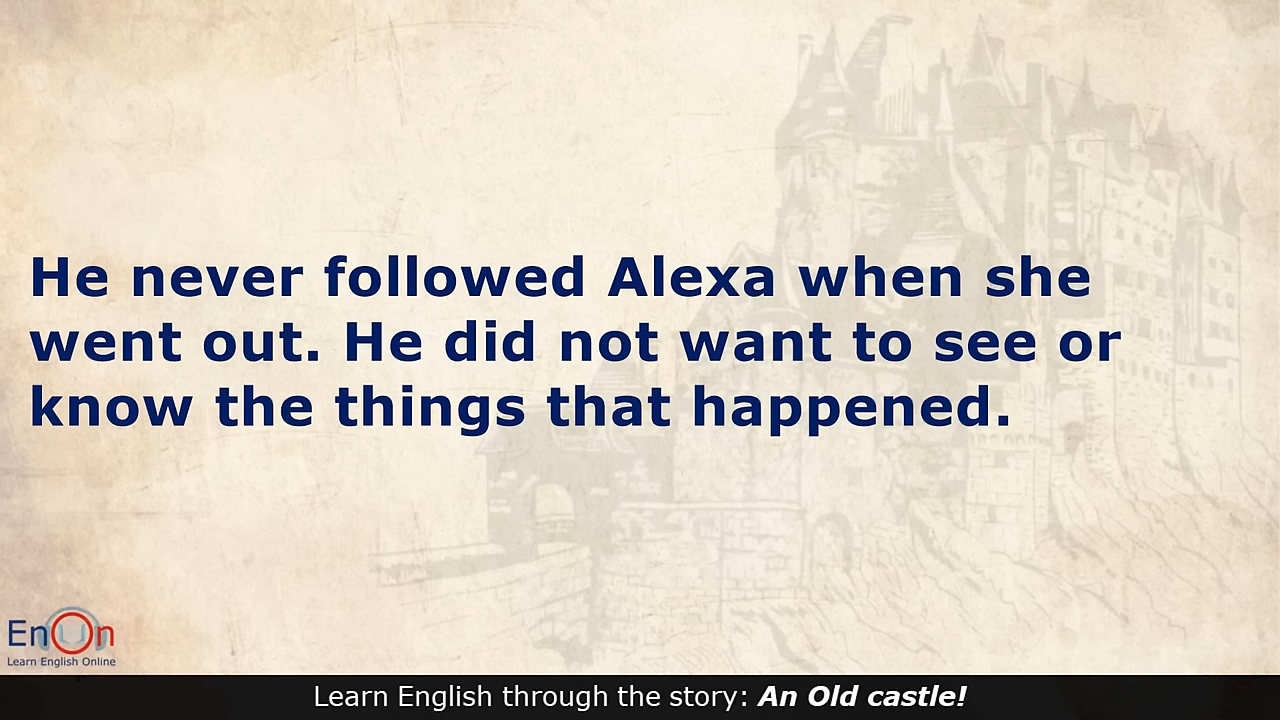 He never followed Alexa when she
went out. He did not want to see or
know the things that happened.
EnOn
Learn English Online
Learn English through the story: An Old castle!